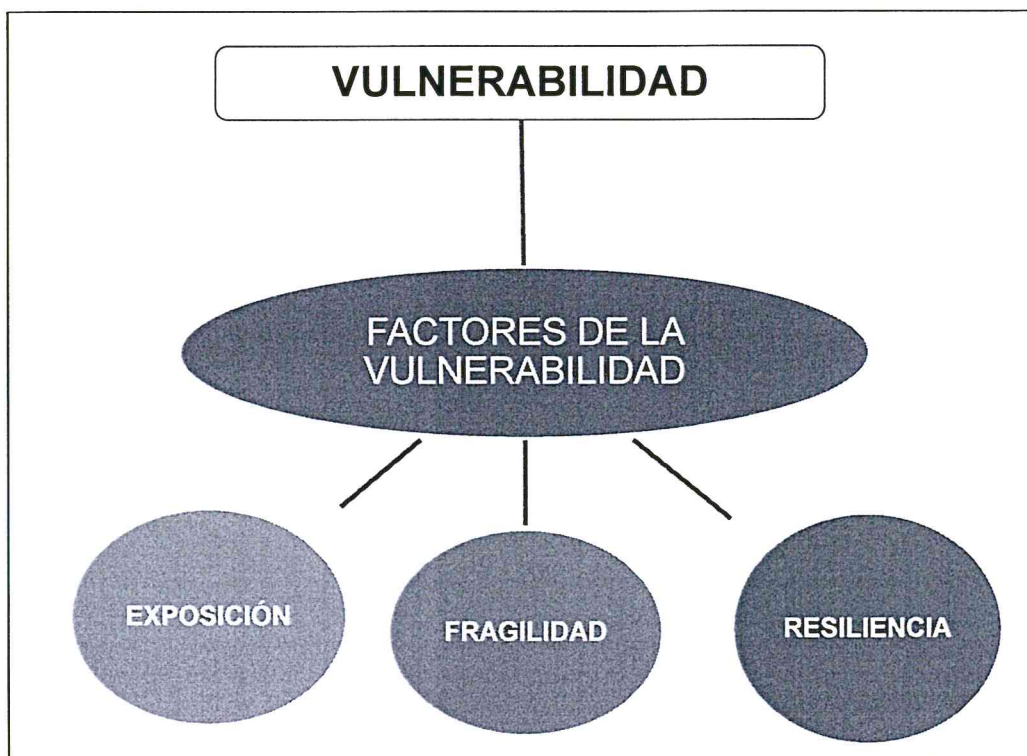 VULNERABILIDAD
FACTORES DE LA
VULNERABILIDAD
EXPOSICIÓN
FRAGILIDAD
RESILIENCIA